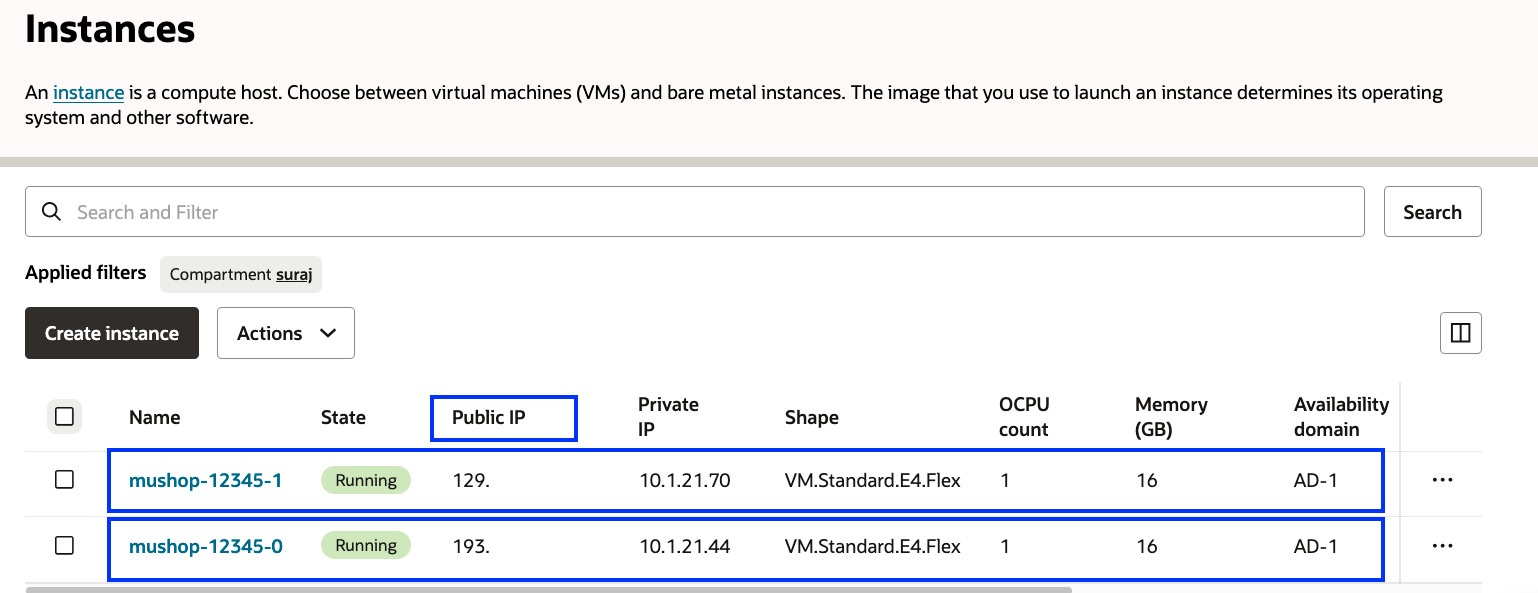 Instances
An instance is a compute host. Choose between virtual machines (VMs) and bare metal instances. The image that you use to launch an instance determines its operating
system and other software.
Search and Filter
Search
Applied filters Compartment suraj
Create instance Actions
Name State Public IP Private IP Shape OCPU count Memory (GB) Availability domain
mushop-12345-1 Running 129. 10.1.21.70 VM.Standard.E4.Flex 1 16 AD-1 ...
mushop-12345-0 Running 193. 10.1.21.44 VM.Standard.E4.Flex 1 16 AD-1 ...